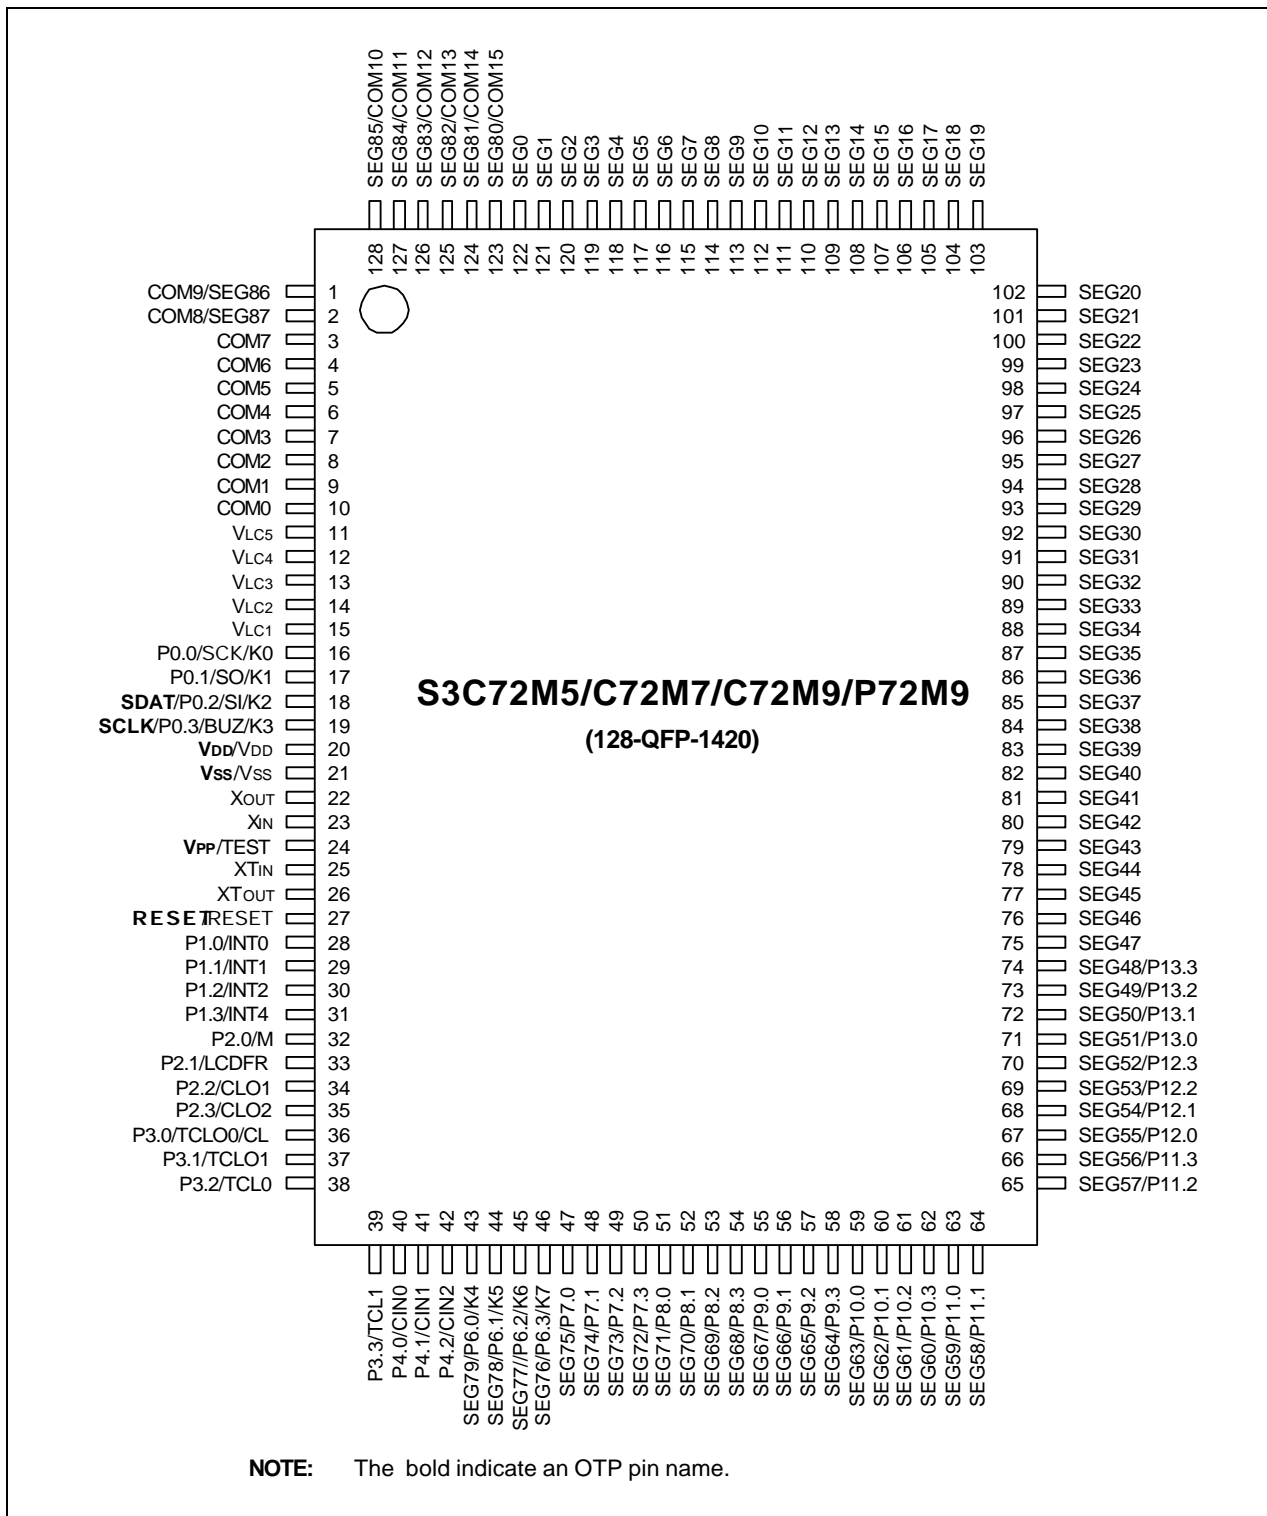 SEG85/COM10
SEG84/COM11
SEG83/COM12
SEG82/COM13
SEG81/COM14
SEG80/COM15
SEG0
SEG1
SEG2
SEG3
SEG4
SEG5
SEG6
SEG7
SEG8
SEG9
SEG10
SEG11
SEG12
SEG13
SEG14
SEG15
SEG16
SEG17
SEG18
SEG19
128
127
126
125
124
123
122
121
120
119
118
117
116
115
114
113
112
111
110
109
108
107
106
105
104
103
COM9/SEG86 1
COM8/SEG87 2
COM7 3
COM6 4
COM5 5
COM4 6
COM3 7
COM2 8
COM1 9
COM0 10
VLC5 11
VLC4 12
VLC3 13
VLC2 14
VLC1 15
P0.0/SCK/K0 16
P0.1/SO/K1 17
SDAT/P0.2/SI/K2 18
SCLK/P0.3/BUZ/K3 19
VDD/VDD 20
VSS/VSS 21
XOUT 22
XIN 23
VPP/TEST 24
XTIN 25
XTOUT 26
RESET/RESET 27
P1.0/INT0 28
P1.1/INT1 29
P1.2/INT2 30
P1.3/INT4 31
P2.0/M 32
P2.1/LCDFR 33
P2.2/CLO1 34
P2.3/CLO2 35
P3.0/TCLO0/CL 36
P3.1/TCLO1 37
P3.2/TCL0 38
S3C72M5/C72M7/C72M9/P72M9
(128-QFP-1420)
102 SEG20
101 SEG21
100 SEG22
99 SEG23
98 SEG24
97 SEG25
96 SEG26
95 SEG27
94 SEG28
93 SEG29
92 SEG30
91 SEG31
90 SEG32
89 SEG33
88 SEG34
87 SEG35
86 SEG36
85 SEG37
84 SEG38
83 SEG39
82 SEG40
81 SEG41
80 SEG42
79 SEG43
78 SEG44
77 SEG45
76 SEG46
75 SEG47
74 SEG48/P13.3
73 SEG49/P13.2
72 SEG50/P13.1
71 SEG51/P13.0
70 SEG52/P12.3
69 SEG53/P12.2
68 SEG54/P12.1
67 SEG55/P12.0
66 SEG56/P11.3
65 SEG57/P11.2
39
40
41
42
43
44
45
46
47
48
49
50
51
52
53
54
55
56
57
58
59
60
61
62
63
64
P3.3/TCL1
P4.0/CIN0
P4.1/CIN1
P4.2/CIN2
SEG79/P6.0/K4
SEG78/P6.1/K5
SEG77//P6.2/K6
SEG76/P6.3/K7
SEG75/P7.0
SEG74/P7.1
SEG73/P7.2
SEG72/P7.3
SEG71/P8.0
SEG70/P8.1
SEG69/P8.2
SEG68/P8.3
SEG67/P9.0
SEG66/P9.1
SEG65/P9.2
SEG64/P9.3
SEG63/P10.0
SEG62/P10.1
SEG61/P10.2
SEG60/P10.3
SEG59/P11.0
SEG58/P11.1
NOTE: The bold indicate an OTP pin name.